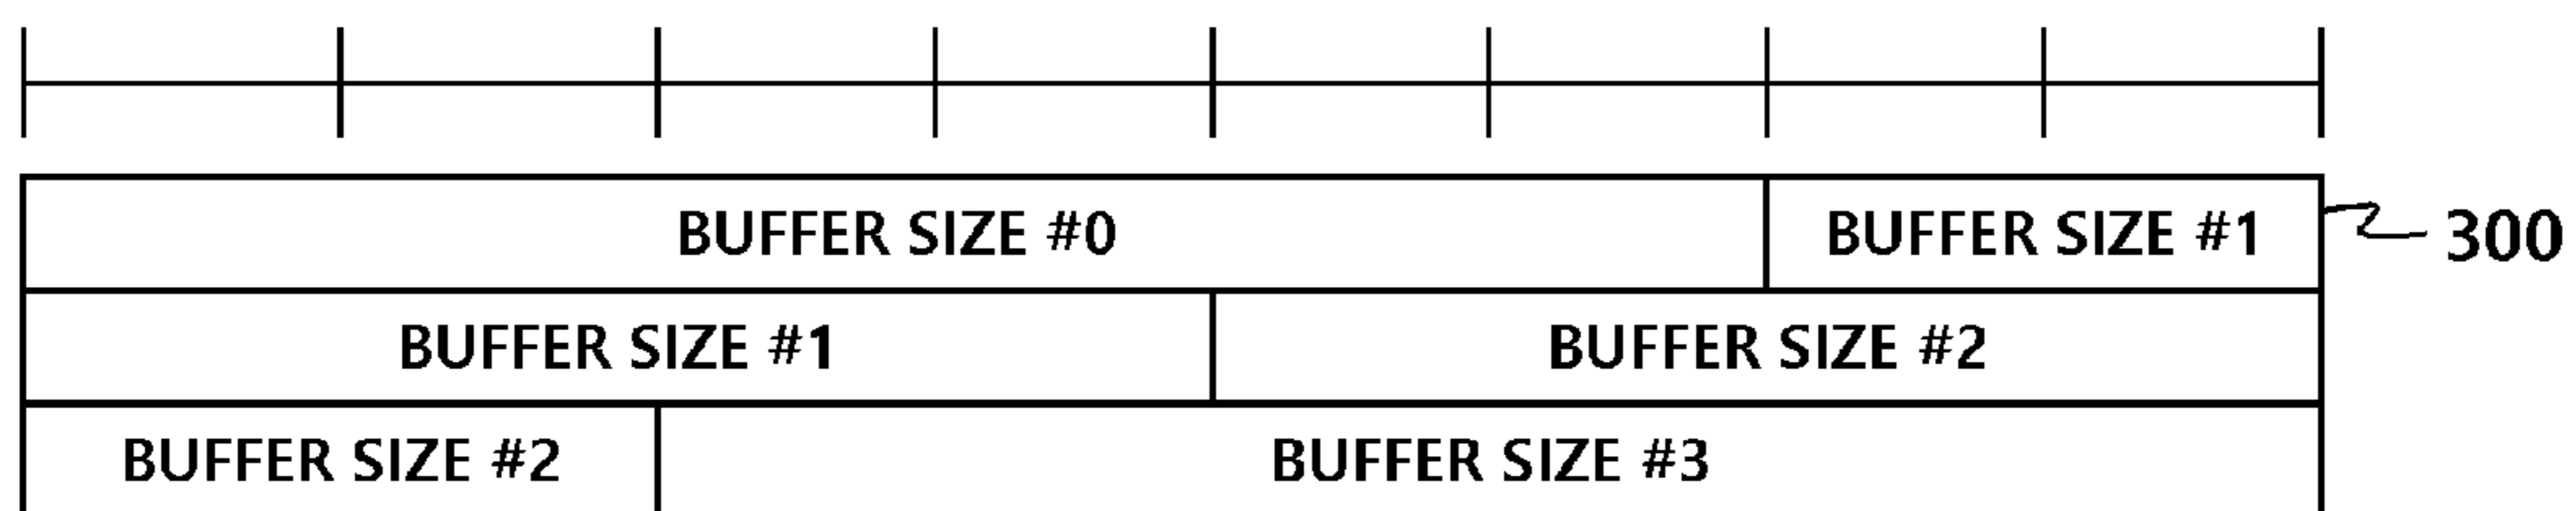 BUFFER SIZE #0 BUFFER SIZE #1 300
BUFFER SIZE #1 BUFFER SIZE #2
BUFFER SIZE #2 BUFFER SIZE #3